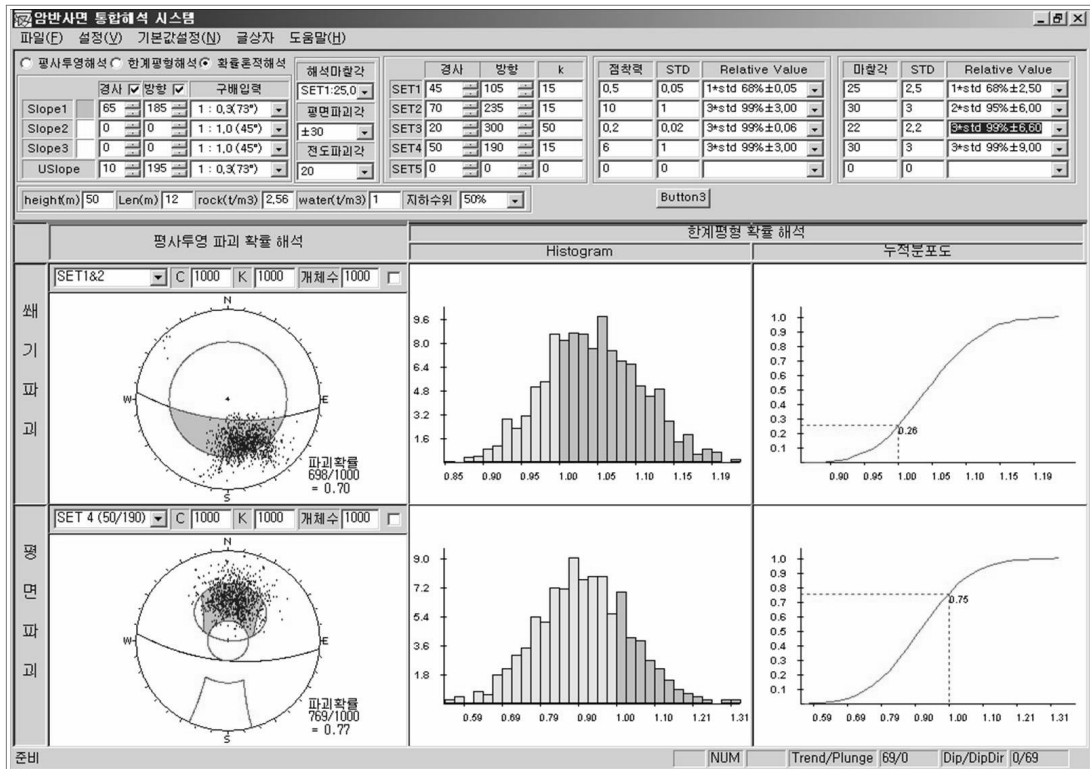 암반사면 통합해석 시스템
파일(F) 설정(V) 기본값설정(N) 글상자 도움말(H)
평사투영해석 한계평형해석 확률론적해석
경사 방향 구배입력
Slope1 65 185 1 : 0,3(73°)
Slope2 0 0 1 : 1,0 (45°)
Slope3 0 0 1 : 1,0 (45°)
USlope 10 195 1 : 0,3(73°)
해석마찰각
SET1:25,0
평면파괴각
±30
전도파괴각
20
경사 방향 k
SET1 45 105 15
SET2 70 235 15
SET3 20 300 50
SET4 50 190 15
SET5 0 0 0
점착력 STD Relative Value
0,5 0,05 1*std 68%±0,05
10 1 3*std 99%±3,00
0,2 0,02 3*std 99%±0,06
6 1 3*std 99%±3,00
0 0
마찰각 STD Relative Value
25 2,5 1*std 68%±2,50
30 3 2*std 95%±6,00
22 2,2 3*std 99%±6,60
30 3 3*std 99%±9,00
0 0
height(m) 50 Len(m) 12 rock(t/m3) 2,56 water(t/m3) 1 지하수위 50%
Button3
평사투영 파괴 확률 해석
한계평형 확률 해석
Histogram
누적분포도
쐐기파괴
SET1&2 C 1000 K 1000 개체수 1000
N
W
E
S
파괴확률
698/1000
= 0.70
9.6
8.0
6.4
4.8
3.2
1.6
0.85 0.90 0.95 1.00 1.05 1.10 1.15 1.19
1.0
0.9
0.8
0.7
0.6
0.5
0.4
0.3
0.2
0.1
0.26
0.90 0.95 1.00 1.05 1.10 1.15 1.19
평면파괴
SET 4 (50/190) C 1000 K 1000 개체수 1000
N
W
E
S
파괴확률
769/1000
= 0.77
9.0
7.2
5.4
3.6
1.8
0.59 0.69 0.79 0.90 1.00 1.10 1.21 1.31
1.0
0.9
0.8
0.7
0.6
0.5
0.4
0.3
0.2
0.1
0.75
0.59 0.69 0.79 0.90 1.00 1.10 1.21 1.31
준비
NUM Trend/Plunge 69/0 Dip/DipDir 0/69